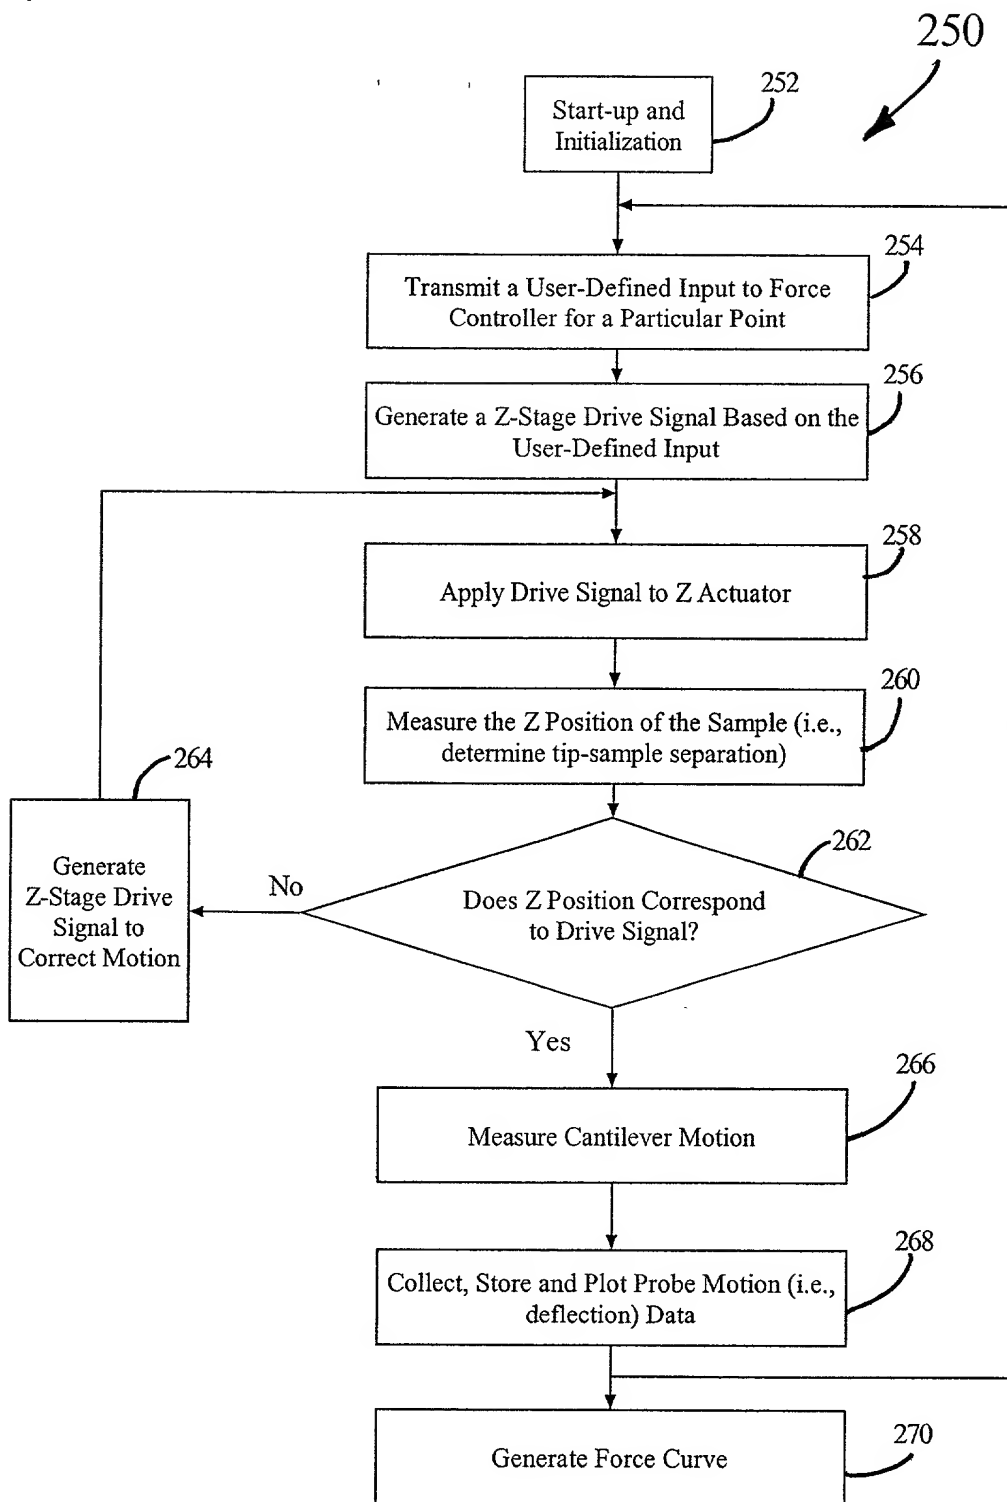 250
252
Start-up and
Initialization
254
Transmit a User-Defined Input to Force
Controller for a Particular Point
256
Generate a Z-Stage Drive Signal Based on the
User-Defined Input
258
Apply Drive Signal to Z Actuator
260
Measure the Z Position of the Sample (i.e.,
determine tip-sample separation)
264
Generate
Z-Stage Drive
Signal to
Correct Motion
No
262
Does Z Position Correspond
to Drive Signal?
Yes
266
Measure Cantilever Motion
268
Collect, Store and Plot Probe Motion (i.e.,
deflection) Data
270
Generate Force Curve